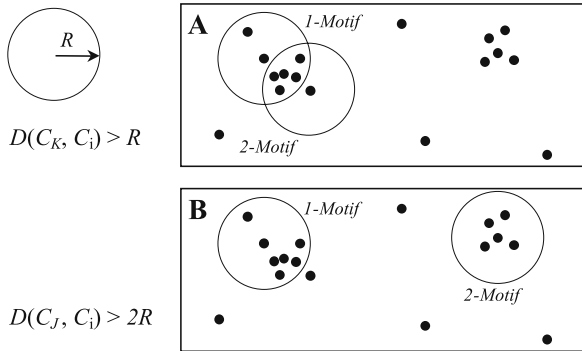 R
D(C_K, C_i) > R
A
1-Motif
2-Motif
D(C_J, C_i) > 2R
B
1-Motif
2-Motif